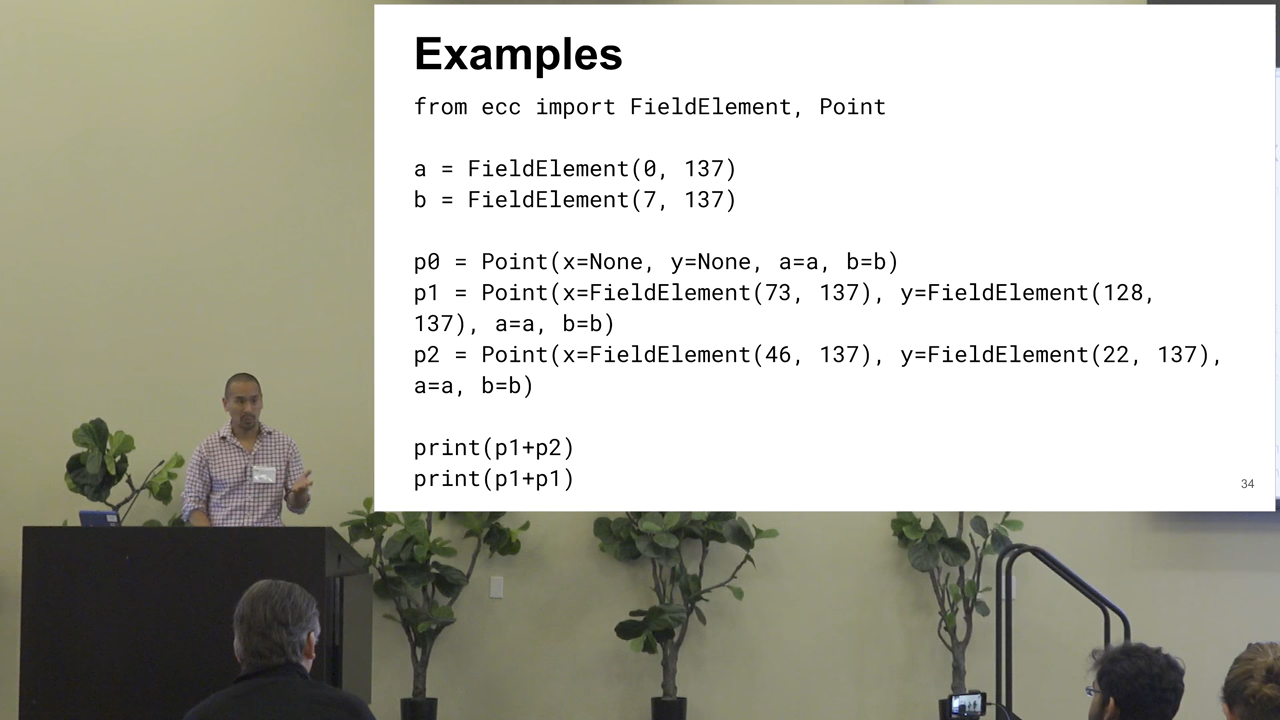 Examples
from ecc import FieldElement, Point
a = FieldElement(0, 137)
b = FieldElement(7, 137)
p0 = Point(x=None, y=None, a=a, b=b)
p1 = Point(x=FieldElement(73, 137), y=FieldElement(128,
137), a=a, b=b)
p2 = Point(x=FieldElement(46, 137), y=FieldElement(22, 137),
a=a, b=b)
print(p1+p2)
print(p1+p1)
34